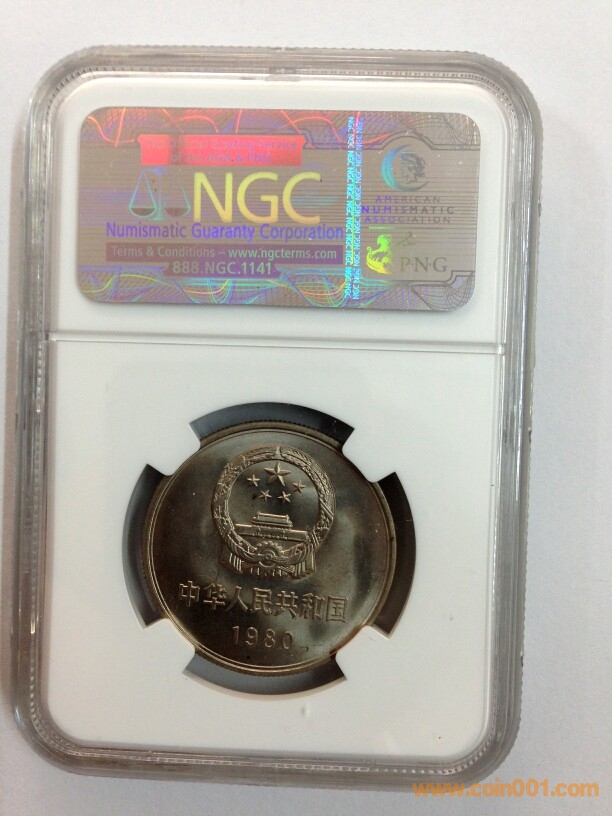 NGC
Numismatic Guaranty Corporation
Terms & Conditions – www.ngcterms.com
888.NGC.1141
AMERICAN
NUMISMATIC
ASSOCIATION
P·N·G
中华人民共和国
1980
www.coin001.com